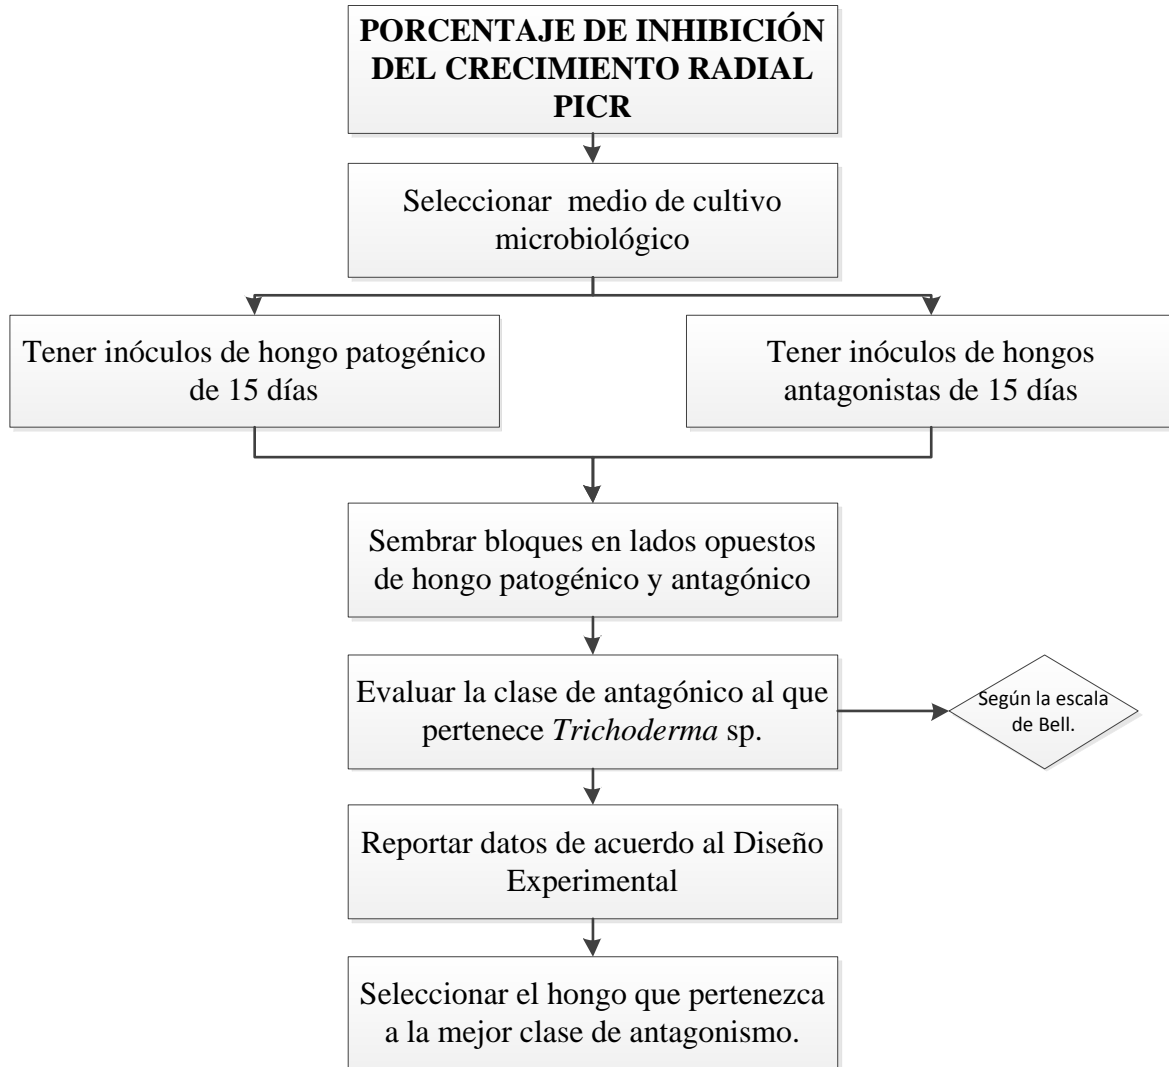 PORCENTAJE DE INHIBICIÓN
DEL CRECIMIENTO RADIAL
PICR
Seleccionar medio de cultivo
microbiológico
Tener inóculos de hongo patogénico
de 15 días
Tener inóculos de hongos
antagonistas de 15 días
Sembrar bloques en lados opuestos
de hongo patogénico y antagónico
Evaluar la clase de antagónico al que
pertenece Trichoderma sp.
Según la escala
de Bell.
Reportar datos de acuerdo al Diseño
Experimental
Seleccionar el hongo que pertenezca
a la mejor clase de antagonismo.